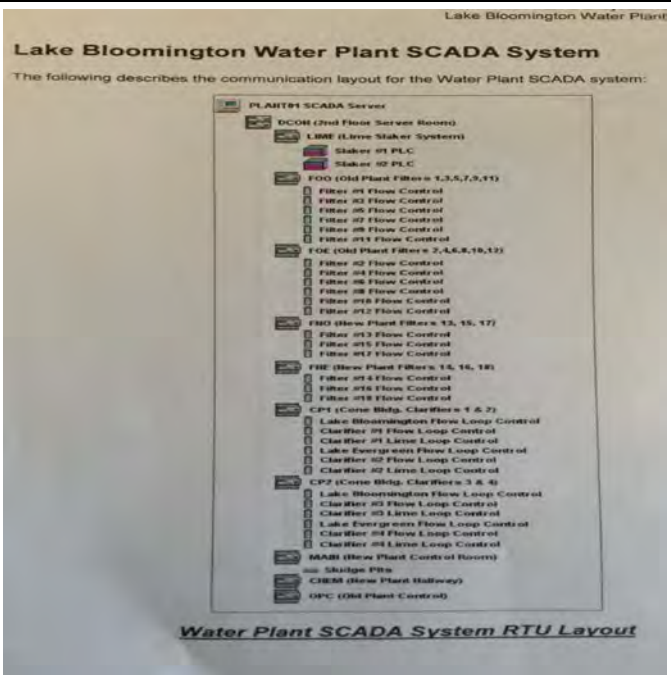 Lake Bloomington Water Plant
Lake Bloomington Water Plant SCADA System
The following describes the communication layout for the Water Plant SCADA system:
PLANT01 SCADA Server
DCOR (2nd Floor Server Room)
LIME (Lime Slaker System)
Slaker #1 PLC
Slaker #2 PLC
FOO (Old Plant Filters 1,3,5,7,9,11)
Filter #1 Flow Control
Filter #3 Flow Control
Filter #5 Flow Control
Filter #7 Flow Control
Filter #9 Flow Control
Filter #11 Flow Control
FOE (Old Plant Filters 2,4,6,8,10,12)
Filter #2 Flow Control
Filter #4 Flow Control
Filter #6 Flow Control
Filter #8 Flow Control
Filter #10 Flow Control
Filter #12 Flow Control
FNO (New Plant Filters 13, 15, 17)
Filter #13 Flow Control
Filter #15 Flow Control
Filter #17 Flow Control
FNE (New Plant Filters 14, 16, 18)
Filter #14 Flow Control
Filter #16 Flow Control
Filter #18 Flow Control
CP1 (Cone Bldg. Clarifiers 1 & 2)
Lake Bloomington Flow Loop Control
Clarifier #1 Flow Loop Control
Clarifier #1 Lime Loop Control
Lake Evergreen Flow Loop Control
Clarifier #2 Flow Loop Control
Clarifier #2 Lime Loop Control
CP2 (Cone Bldg. Clarifiers 3 & 4)
Lake Bloomington Flow Loop Control
Clarifier #3 Flow Loop Control
Clarifier #3 Lime Loop Control
Lake Evergreen Flow Loop Control
Clarifier #4 Flow Loop Control
Clarifier #4 Lime Loop Control
MAIN (New Plant Control Room)
Sludge Pits
CHEM (New Plant Hallway)
OPC (Old Plant Control)
Water Plant SCADA System RTU Layout